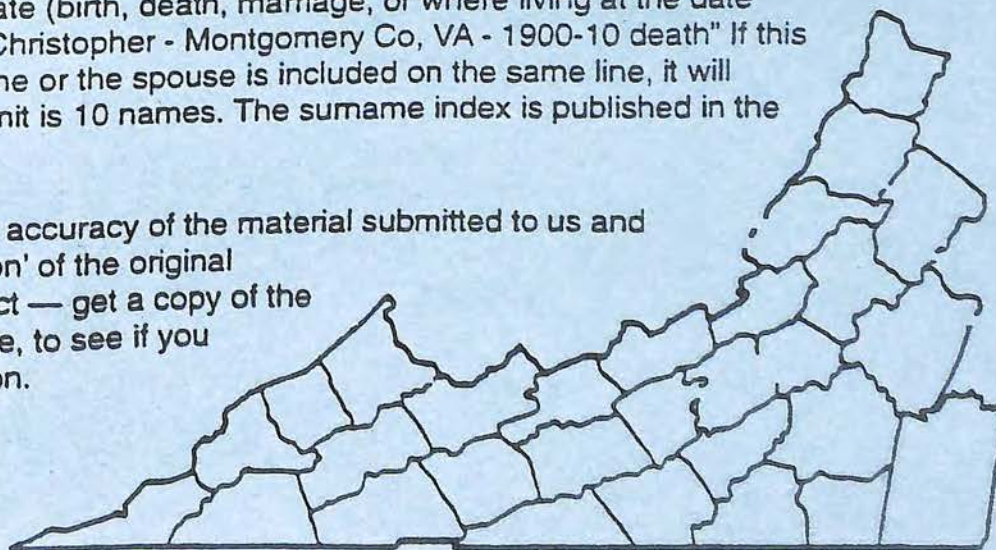 ate (birth, death, marriage, or where living at the date
Christopher - Montgomery Co, VA - 1900-10 death" If this
ne or the spouse is included on the same line, it will
nit is 10 names. The surname index is published in the
accuracy of the material submitted to us and
on' of the original
ct — get a copy of the
e, to see if you
on.